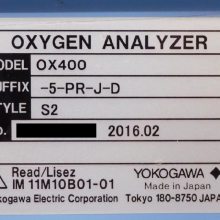 OXYGEN ANALYZER
MODEL OX400
SUFFIX -5-PR-J-D
STYLE S2
No. 2016.02
Read/Lisez
IM 11M10B01-01
YOKOGAWA
Made in Japan
Yokogawa Electric Corporation Tokyo 180-8750 JAPAN